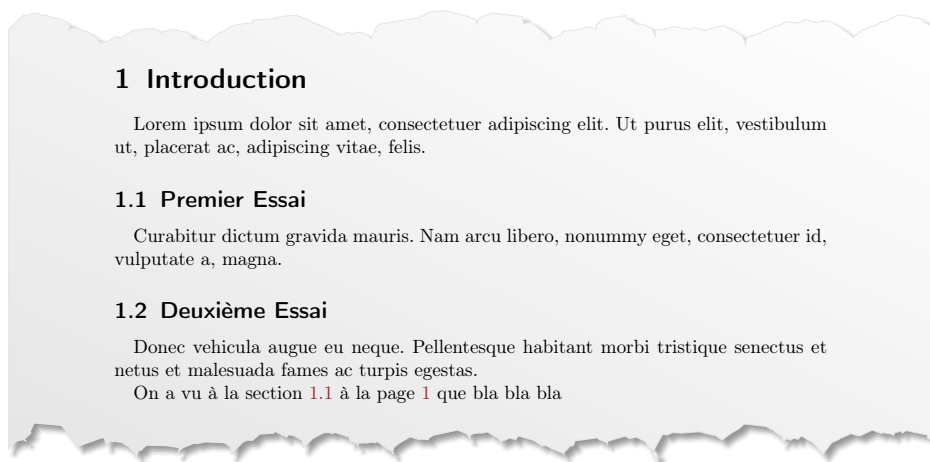 1 Introduction
Lorem ipsum dolor sit amet, consectetuer adipiscing elit. Ut purus elit, vestibulum
ut, placerat ac, adipiscing vitae, felis.
1.1 Premier Essai
Curabitur dictum gravida mauris. Nam arcu libero, nonummy eget, consectetuer id,
vulputate a, magna.
1.2 Deuxième Essai
Donec vehicula augue eu neque. Pellentesque habitant morbi tristique senectus et
netus et malesuada fames ac turpis egestas.
On a vu à la section 1.1 à la page 1 que bla bla bla